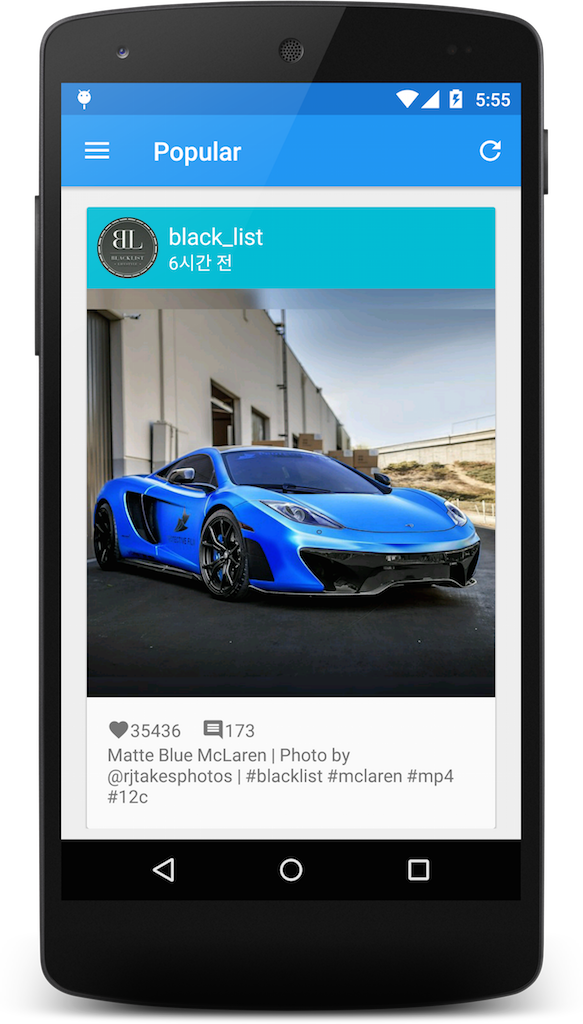 5:55
Popular
BL
BLACKLIST
black_list
6시간 전
35436 173
Matte Blue McLaren | Photo by
@rjtakesphotos | #blacklist #mclaren #mp4
#12c